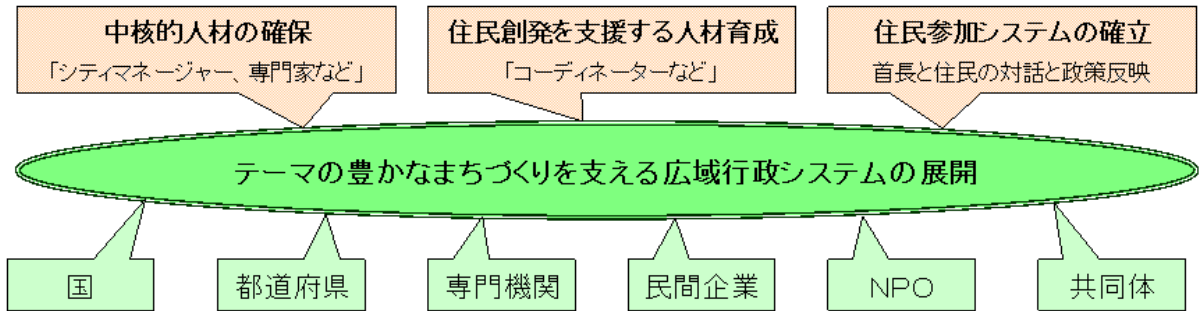 中核的人材の確保
「シティマネージャー、専門家など」
住民創発を支援する人材育成
「コーディネーターなど」
住民参加システムの確立
首長と住民の対話と政策反映
テーマの豊かなまちづくりを支える広域行政システムの展開
国
都道府県
専門機関
民間企業
NPO
共同体